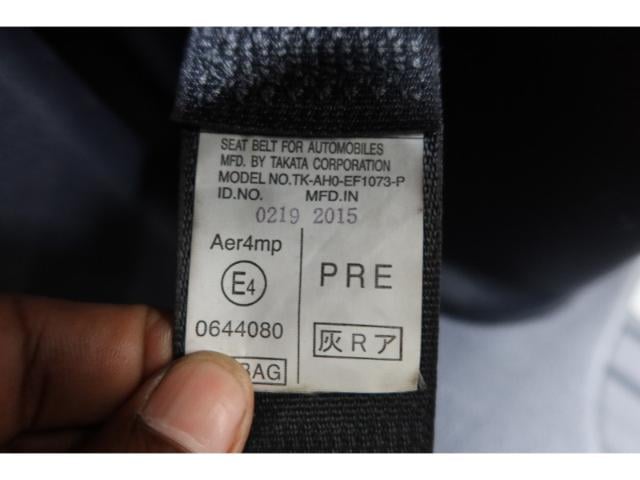 SEAT BELT FOR AUTOMOBILES
MFD. BY TAKATA CORPORATION
MODEL NO.TK-AH0-EF1073-P
ID.NO. MFD.IN
0219 2015
Aer4mp
E4
0644080
PRE
灰Rア